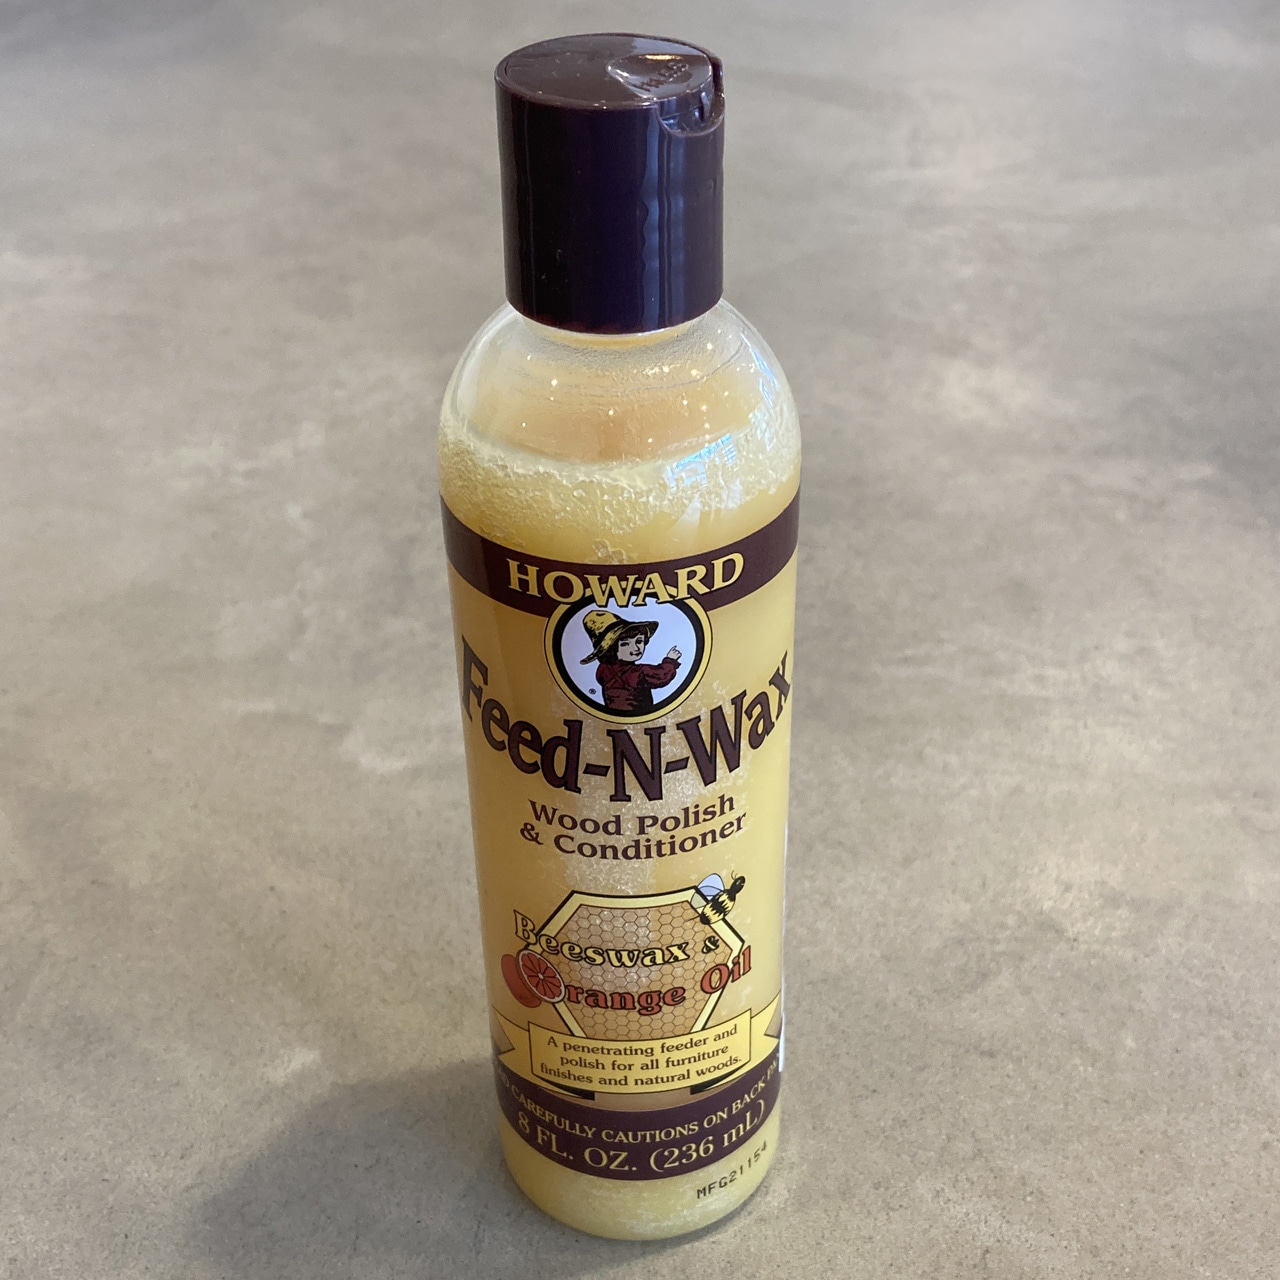 HOWARD
®
Feed-N-Wax
Wood Polish
& Conditioner
Beeswax &
Orange Oil
A penetrating feeder and
polish for all furniture
finishes and natural woods.
CAREFULLY CAUTIONS ON BACK
8 FL. OZ. (236 mL)
MFG21154